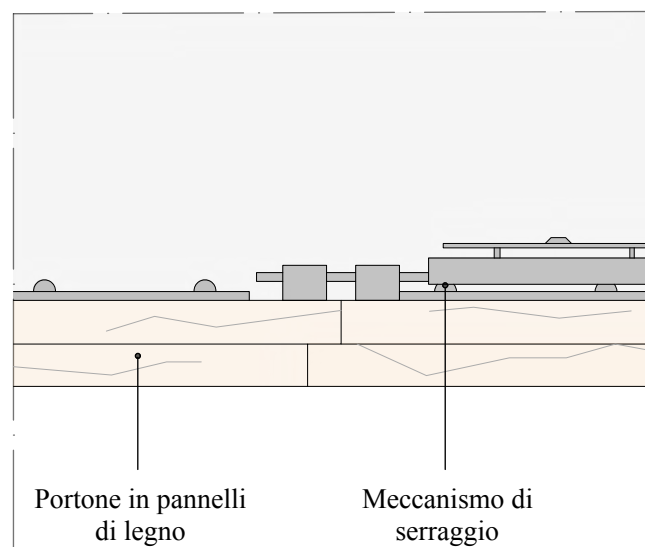 Portone in pannelli
di legno
Meccanismo di
serraggio